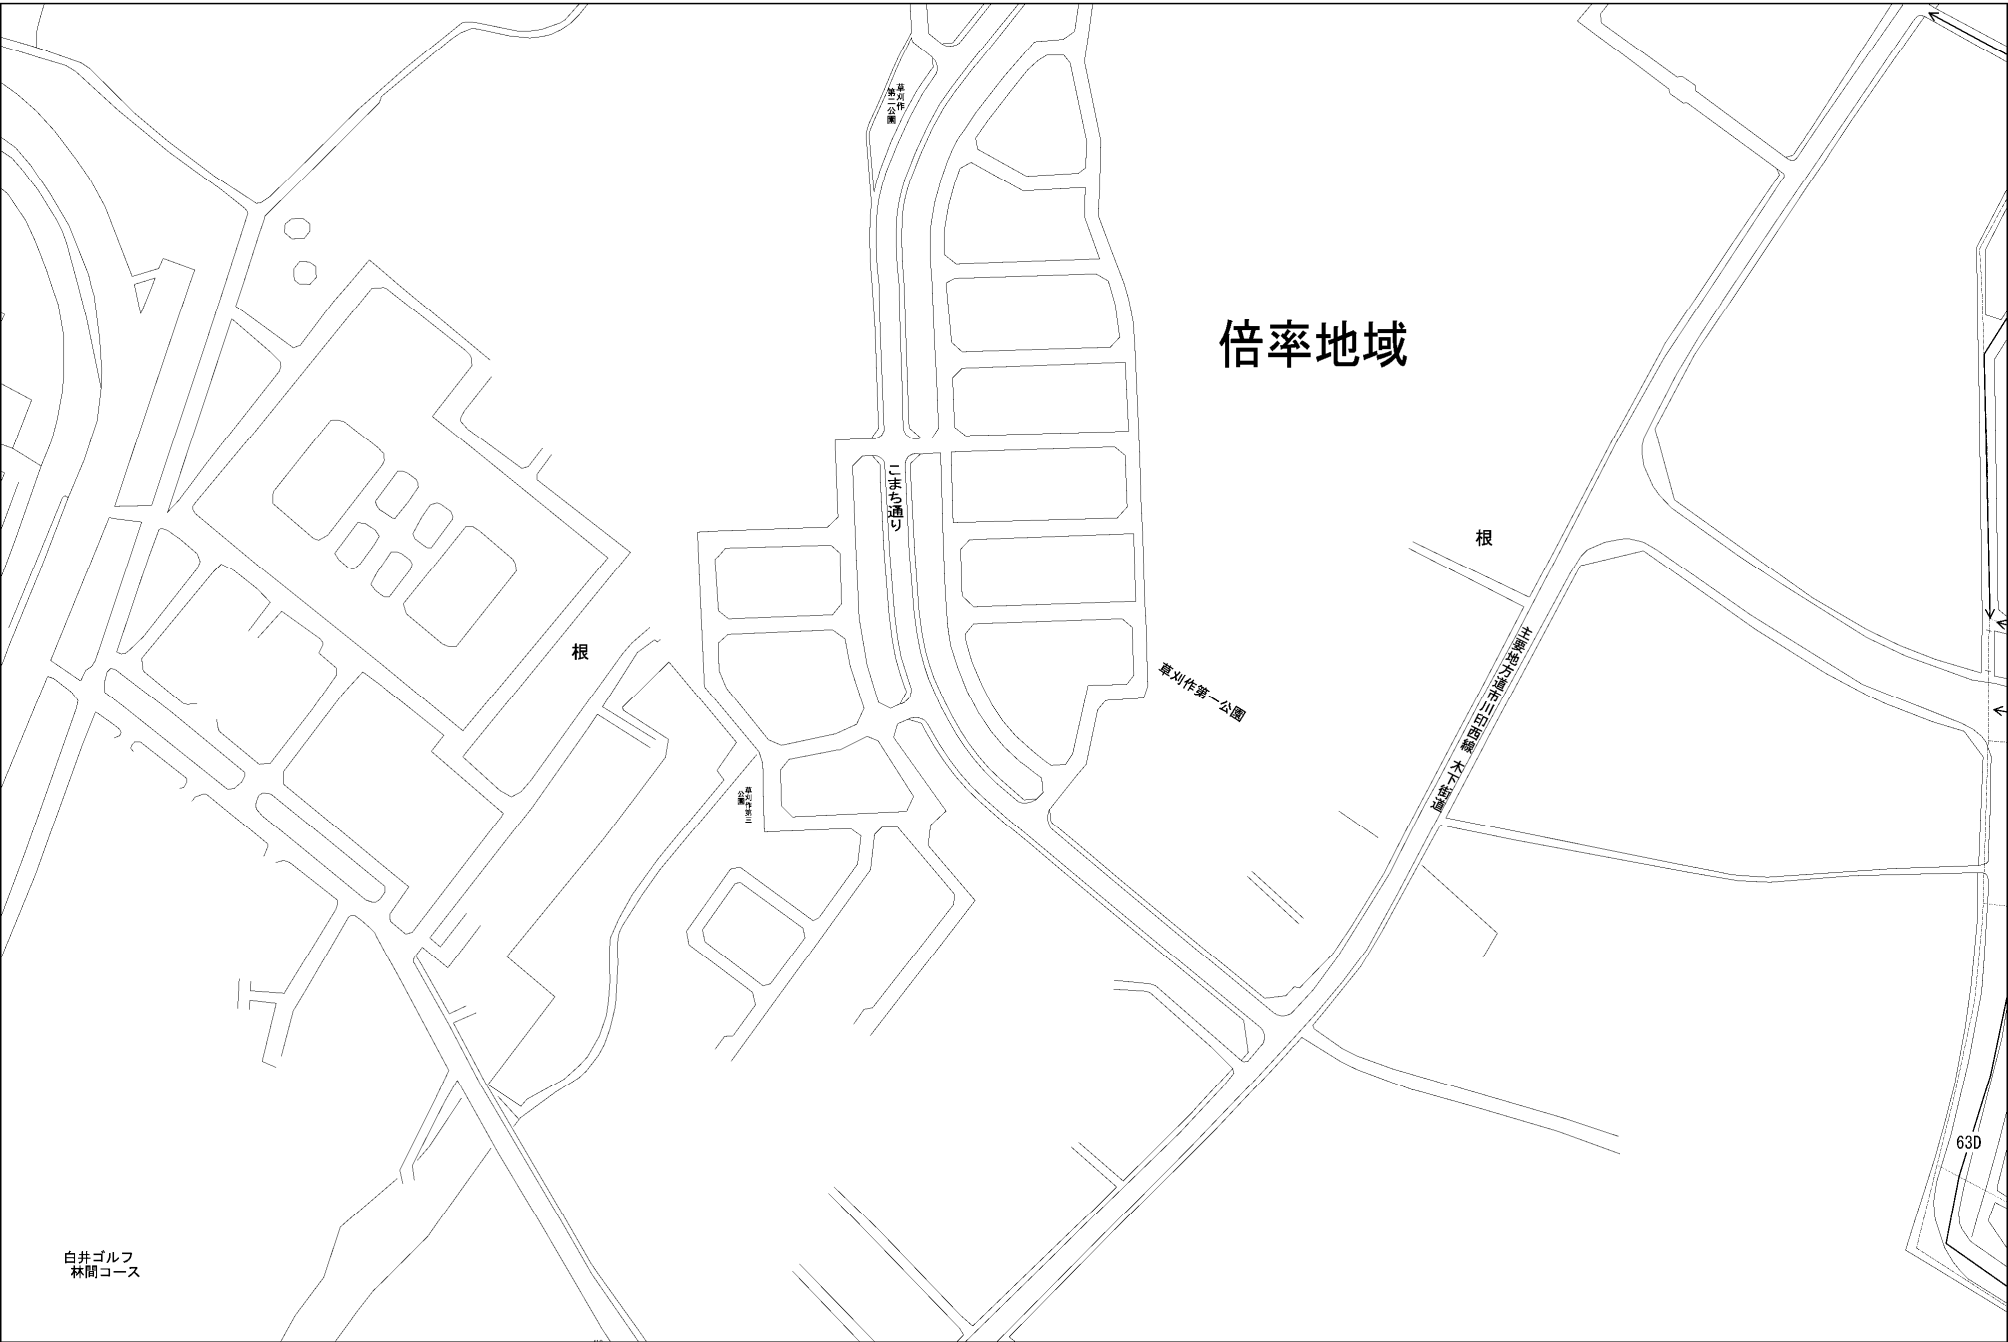 草刈作
第二公園
倍率地域
こまち通り
根
根
草刈作第一公園
主要地方道市川印西線 木下街道
草刈作第三
公園
63D
白井ゴルフ
林間コース